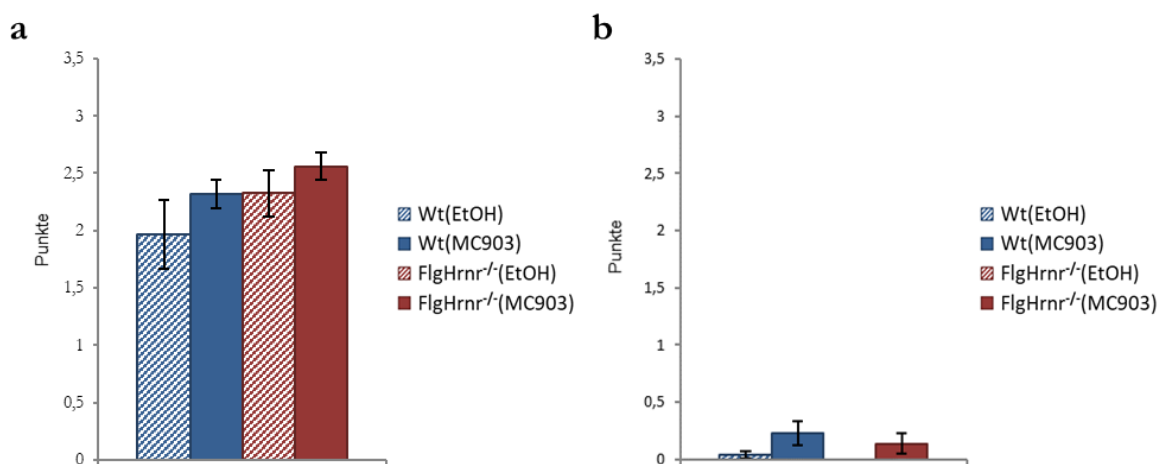 a
3,5
3
2,5
2
1,5
1
0,5
0
Punkte
Wt(EtOH)
Wt(MC903)
FlgHrnr-/-(EtOH)
FlgHrnr-/-(MC903)
b
3,5
3
2,5
2
1,5
1
0,5
0
Punkte
Wt(EtOH)
Wt(MC903)
FlgHrnr-/-(EtOH)
FlgHrnr-/-(MC903)